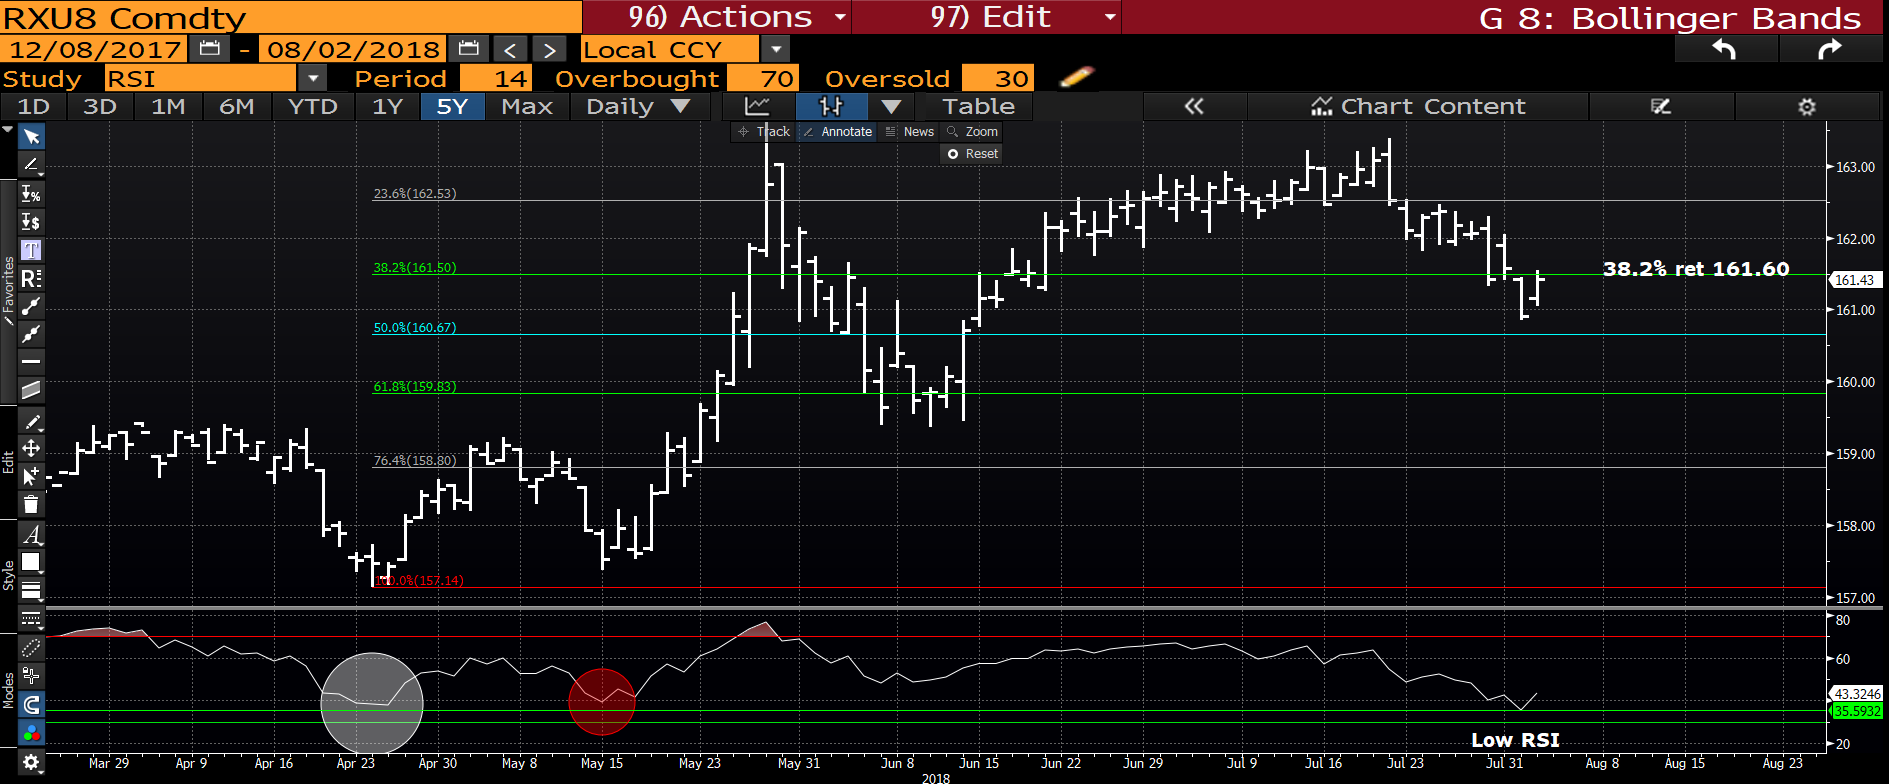 RXU8 Comdty 96) Actions 97) Edit G 8: Bollinger Bands
12/08/2017 - 08/02/2018 < > Local CCY
Study RSI Period 14 Overbought 70 Oversold 30
1D 3D 1M 6M YTD 1Y 5Y Max Daily Table « Chart Content
Track Annotate News Zoom
Reset
Favorites
Edit
Style
Modes
%
$
T
R
A
23.6%(162.53)
38.2%(161.50)
50.0%(160.67)
61.8%(159.83)
76.4%(158.80)
100.0%(157.14)
38.2% ret 161.60
163.00
162.00
161.43
161.00
160.00
159.00
158.00
157.00
80
60
43.3246
35.5932
20
Low RSI
Mar 29 Apr 9 Apr 16 Apr 23 Apr 30 May 8 May 15 May 23 May 31 Jun 8 Jun 15 Jun 22 Jun 29 Jul 9 Jul 16 Jul 23 Jul 31 Aug 8 Aug 15 Aug 23
2018